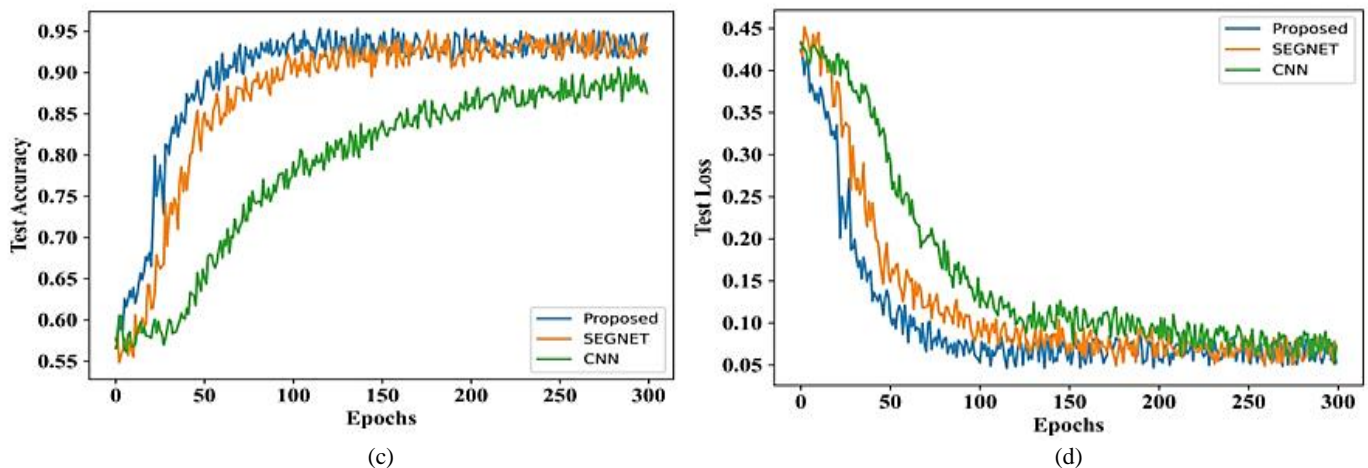 0.95
0.90
0.85
0.80
0.75
0.70
0.65
0.60
0.55
Test Accuracy
Proposed
SEGNET
CNN
0 50 100 150 200 250 300
Epochs
(c)
0.45
0.40
0.35
0.30
0.25
0.20
0.15
0.10
0.05
Test Loss
Proposed
SEGNET
CNN
0 50 100 150 200 250 300
Epochs
(d)